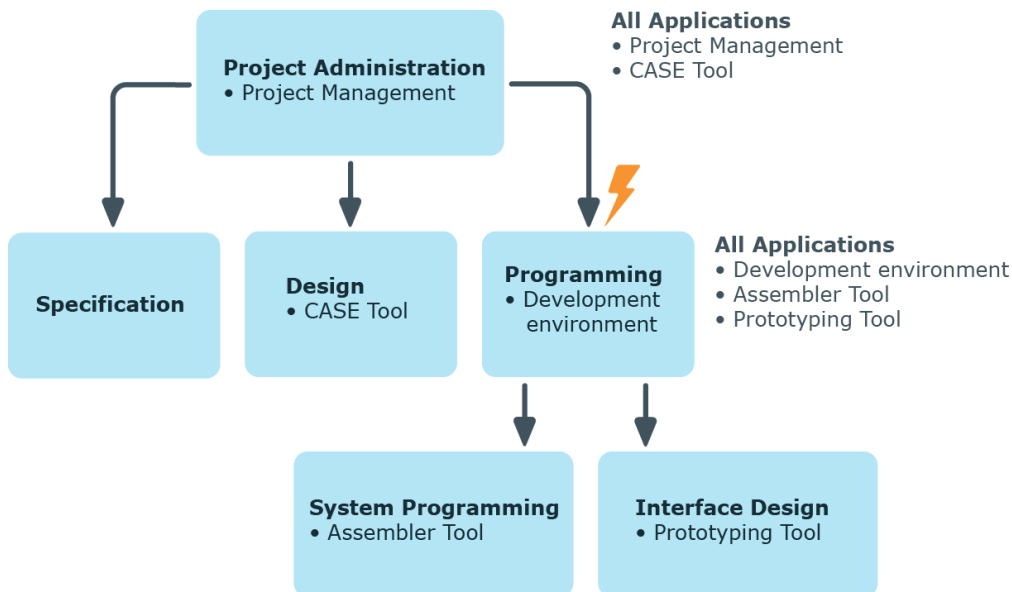 Project Administration
• Project Management
All Applications
• Project Management
• CASE Tool
Specification
Design
• CASE Tool
Programming
• Development
environment
All Applications
• Development environment
• Assembler Tool
• Prototyping Tool
System Programming
• Assembler Tool
Interface Design
• Prototyping Tool